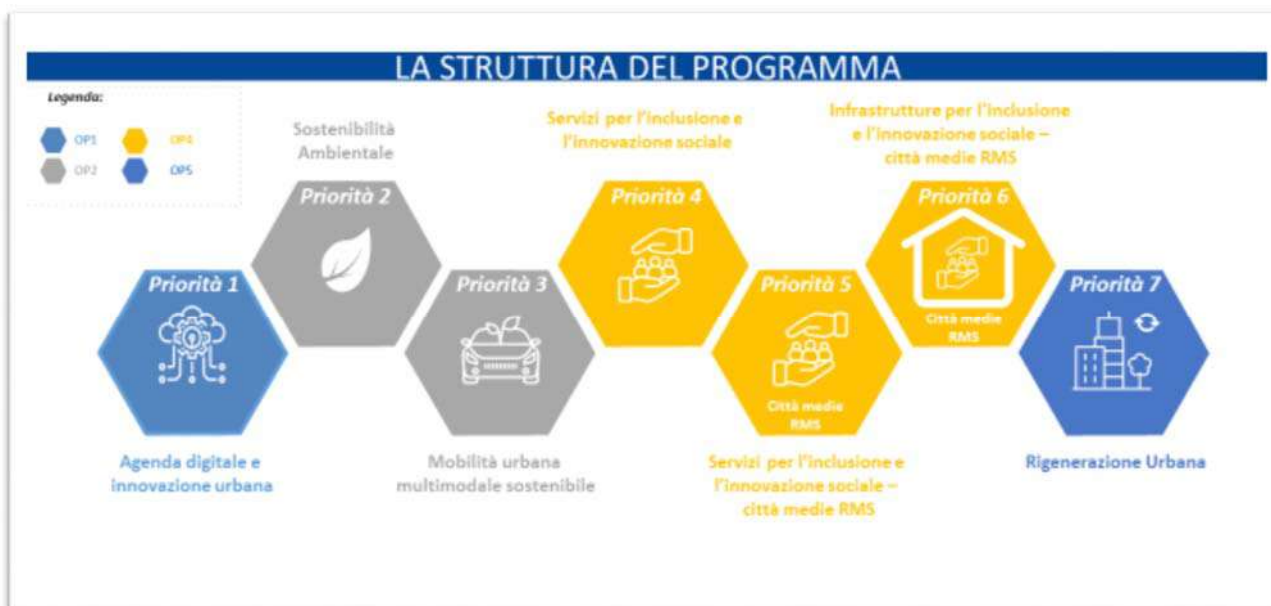 LA STRUTTURA DEL PROGRAMMA
Legenda:
OP1
OP4
OP2
OP5
Sostenibilità
Ambientale
Servizi per l'inclusione e
l'innovazione sociale
Infrastrutture per l'inclusione
e l'innovazione sociale –
città medie RMS
Priorità 2
Priorità 4
Priorità 6
Città medie
RMS
Priorità 1
Priorità 3
Priorità 5
Città medie
RMS
Priorità 7
Agenda digitale e
innovazione urbana
Mobilità urbana
multimodale sostenibile
Servizi per l'inclusione e
l'innovazione sociale –
città medie RMS
Rigenerazione Urbana